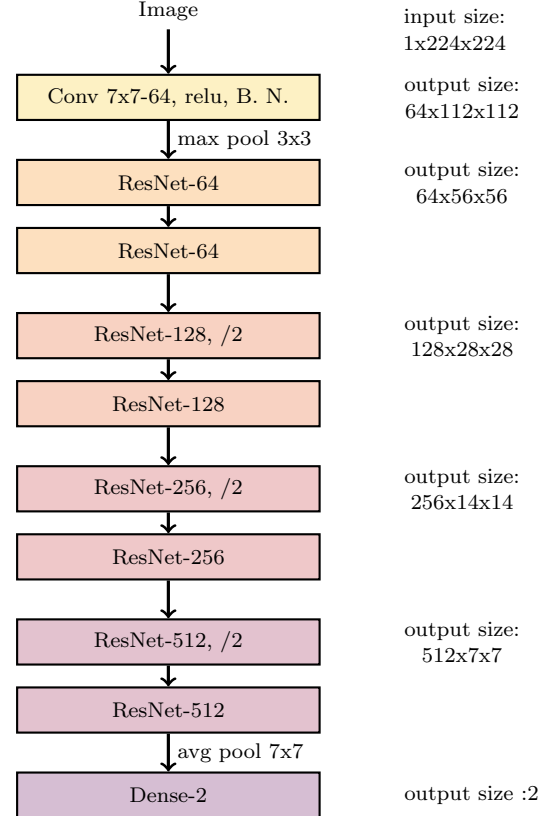 Image
input size:
1x224x224
Conv 7x7-64, relu, B. N.
output size:
64x112x112
max pool 3x3
ResNet-64
output size:
64x56x56
ResNet-64
ResNet-128, /2
output size:
128x28x28
ResNet-128
ResNet-256, /2
output size:
256x14x14
ResNet-256
ResNet-512, /2
output size:
512x7x7
ResNet-512
avg pool 7x7
Dense-2
output size :2